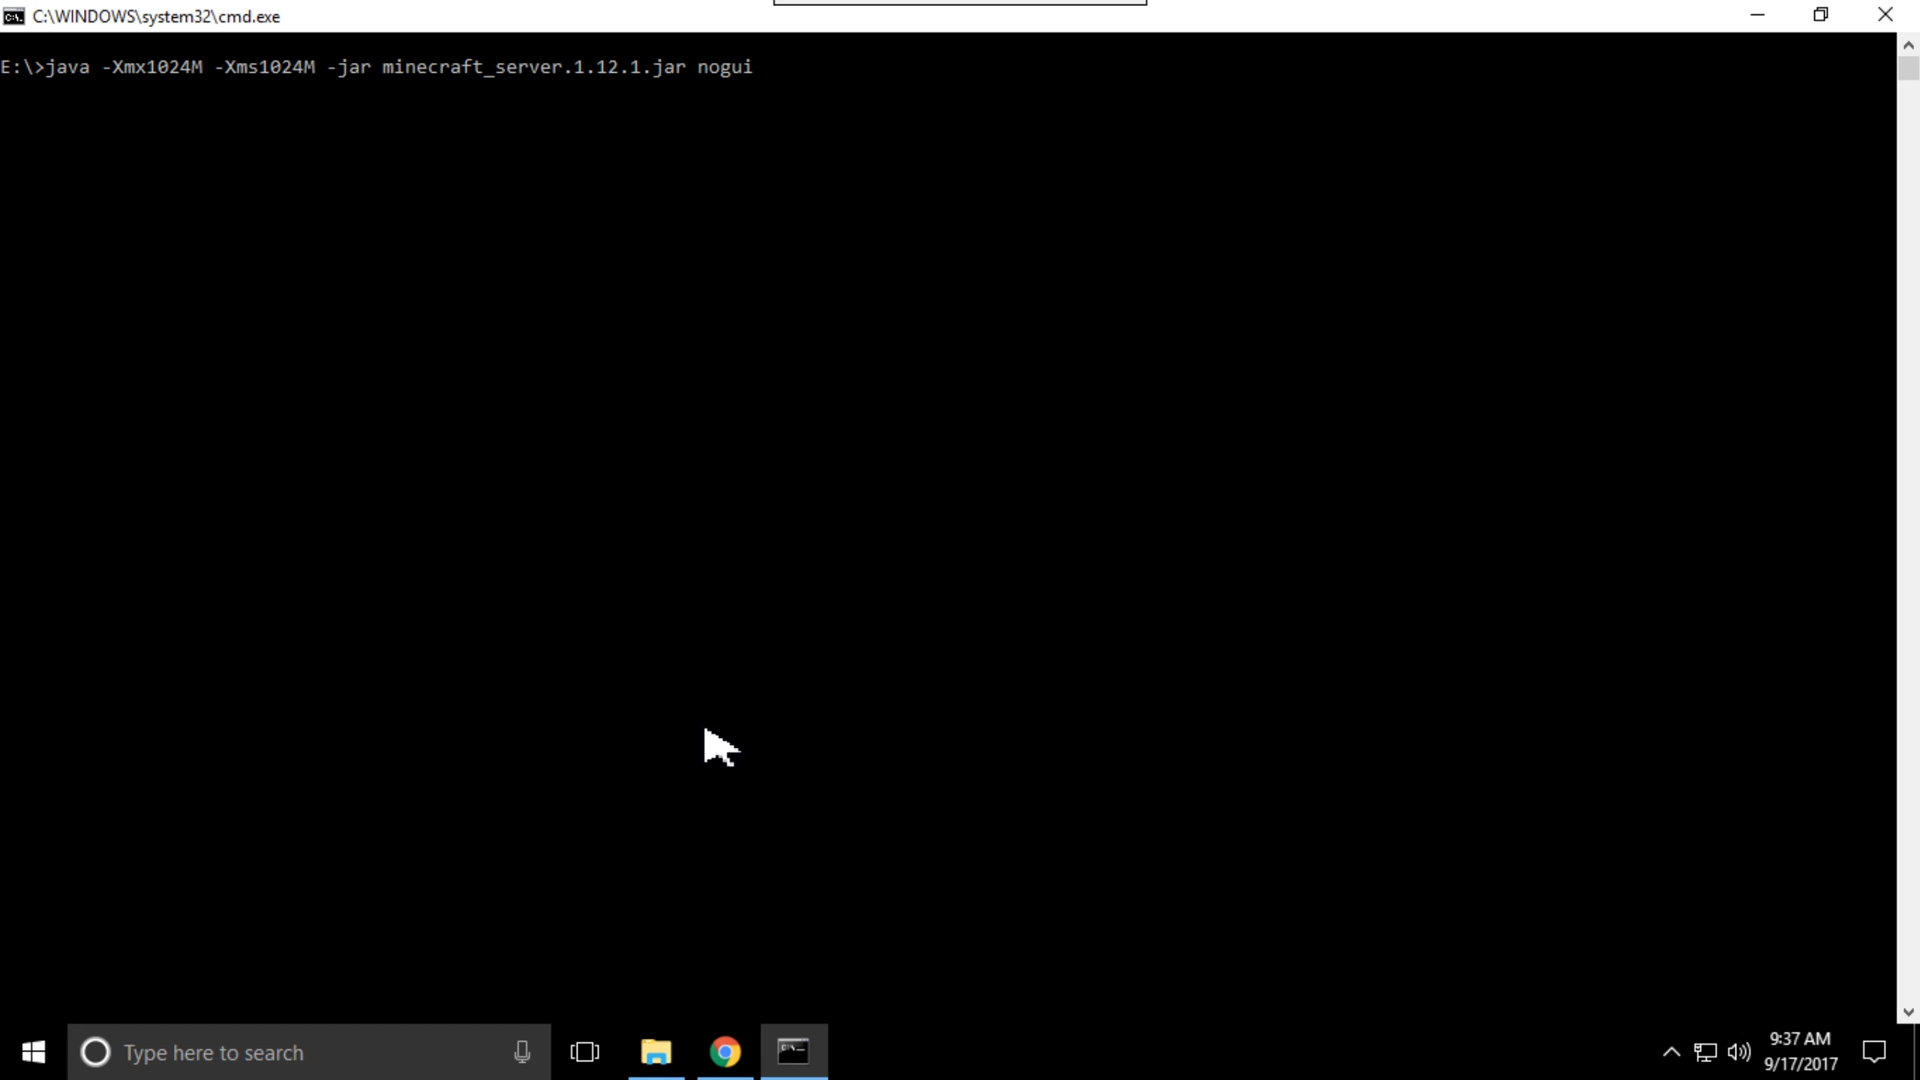 C:\WINDOWS\system32\cmd.exe
E:\>java -Xmx1024M -Xms1024M -jar minecraft_server.1.12.1.jar nogui
Type here to search
9:37 AM
9/17/2017